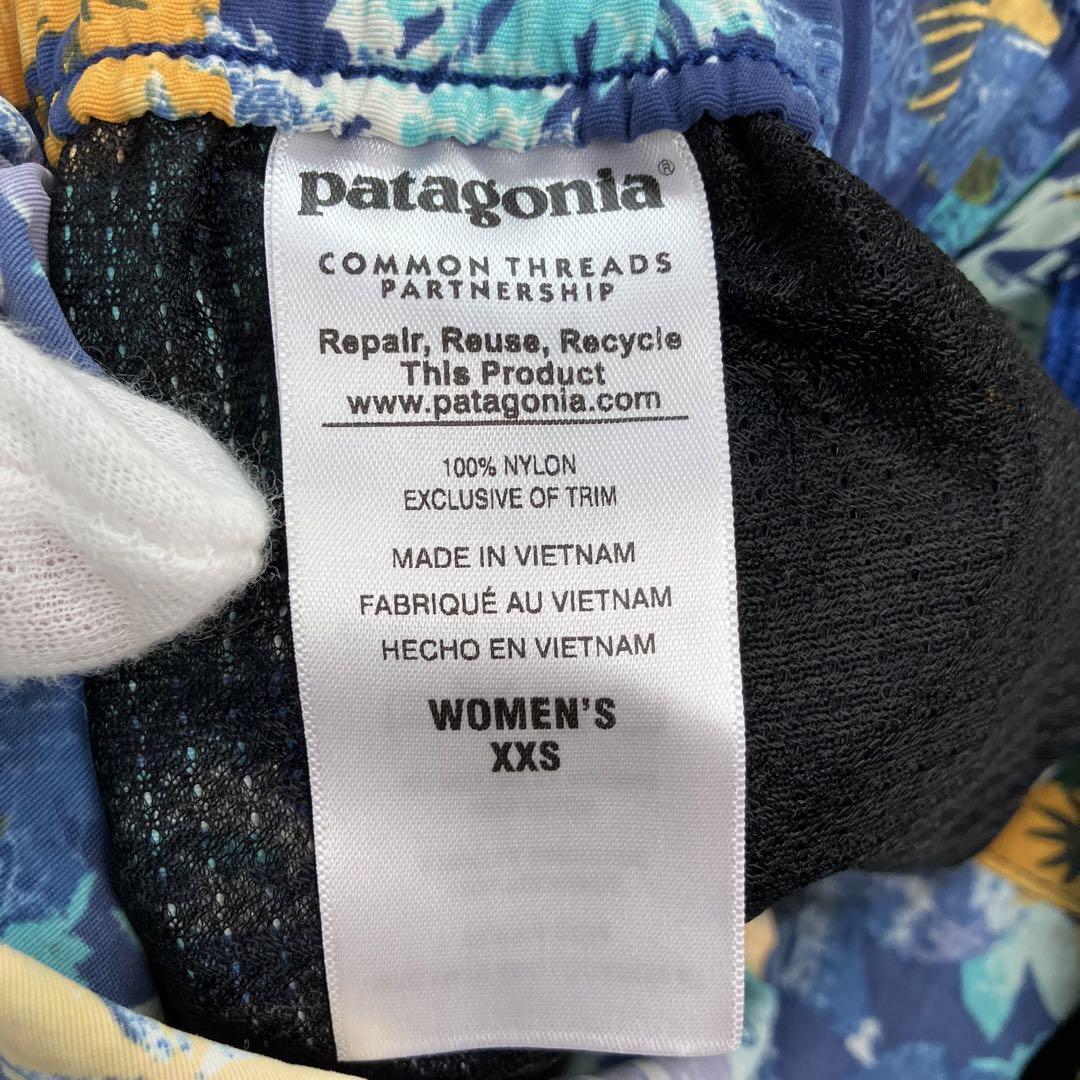 patagonia®
COMMON THREADS
PARTNERSHIP
Repair, Reuse, Recycle
This Product
www.patagonia.com
100% NYLON
EXCLUSIVE OF TRIM
MADE IN VIETNAM
FABRIQUÉ AU VIETNAM
HECHO EN VIETNAM
WOMEN'S
XXS